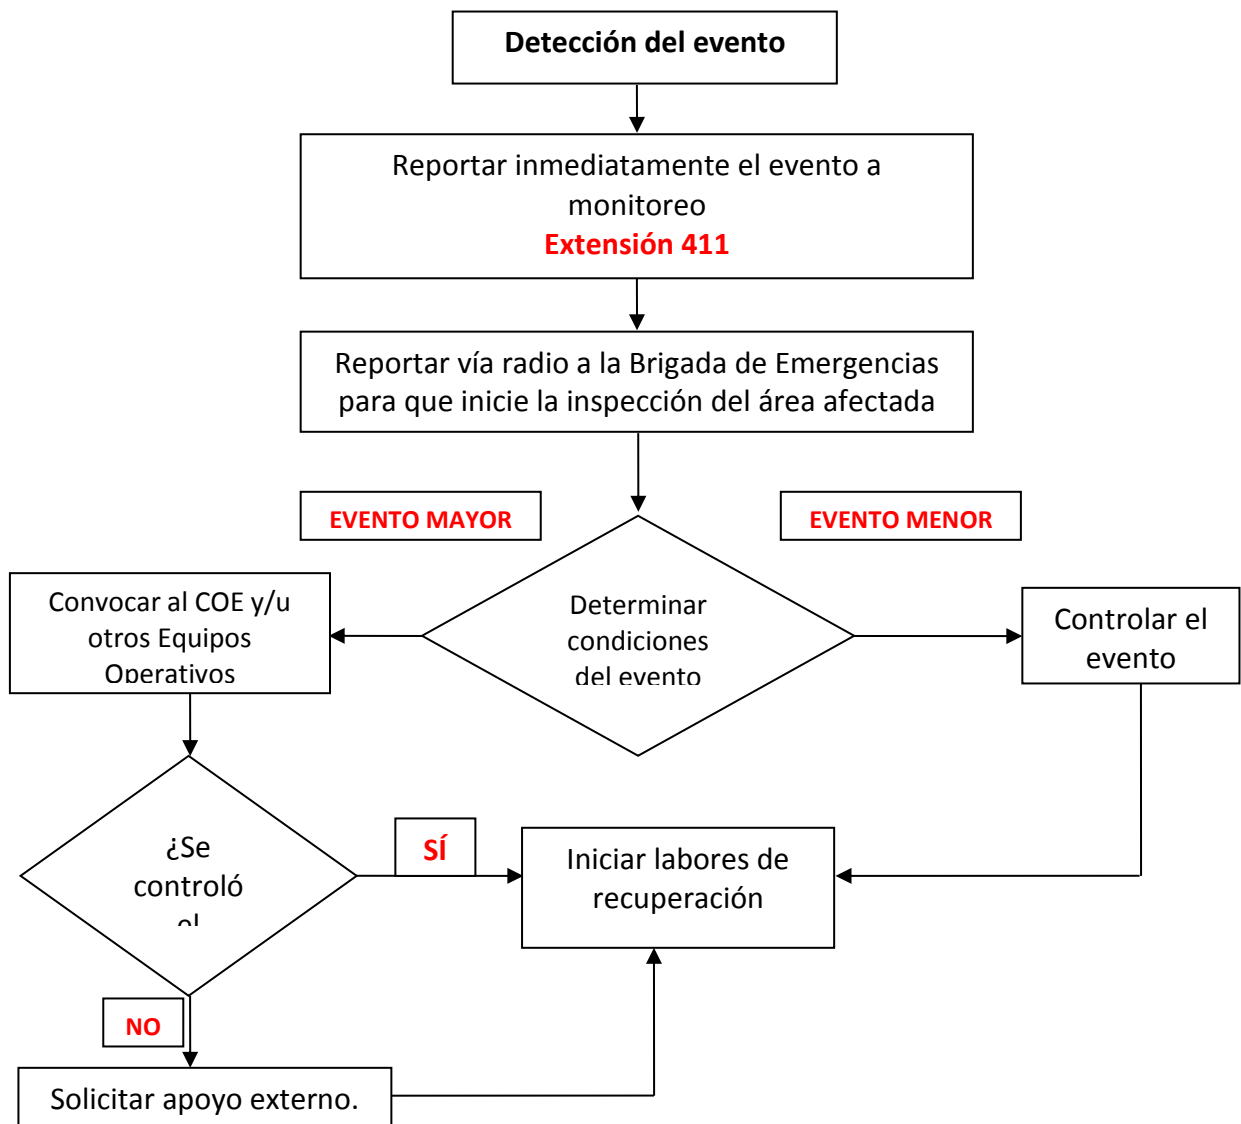 Detección del evento
Reportar inmediatamente el evento a
monitoreo
Extensión 411
Reportar vía radio a la Brigada de Emergencias
para que inicie la inspección del área afectada
EVENTO MAYOR
EVENTO MENOR
Convocar al COE y/u
otros Equipos
Operativos
Determinar
condiciones
del evento
Controlar el
evento
¿Se
controló
el
SÍ
Iniciar labores de
recuperación
NO
Solicitar apoyo externo.